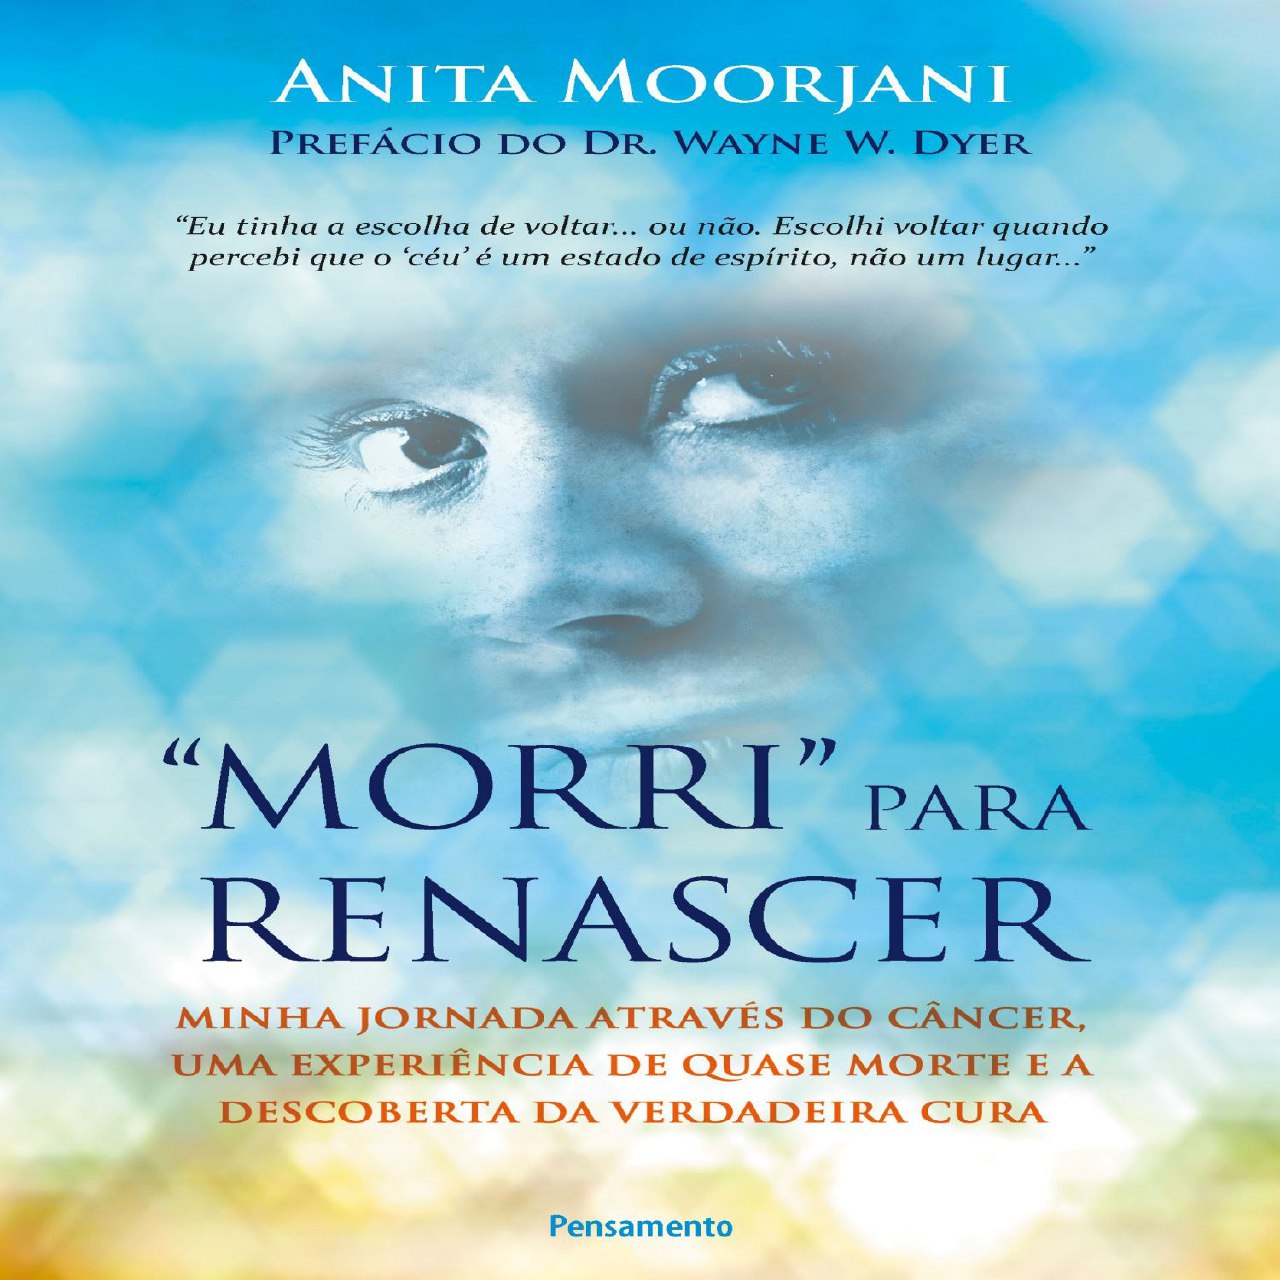 ANITA MOORJANI
PREFÁCIO DO DR. WAYNE W. DYER
“Eu tinha a escolha de voltar... ou não. Escolhi voltar quando
percebi que o ‘céu’ é um estado de espírito, não um lugar...”
“MORRI” PARA
RENASCER
MINHA JORNADA ATRAVÉS DO CÂNCER,
UMA EXPERIÊNCIA DE QUASE MORTE E A
DESCOBERTA DA VERDADEIRA CURA
Pensamento